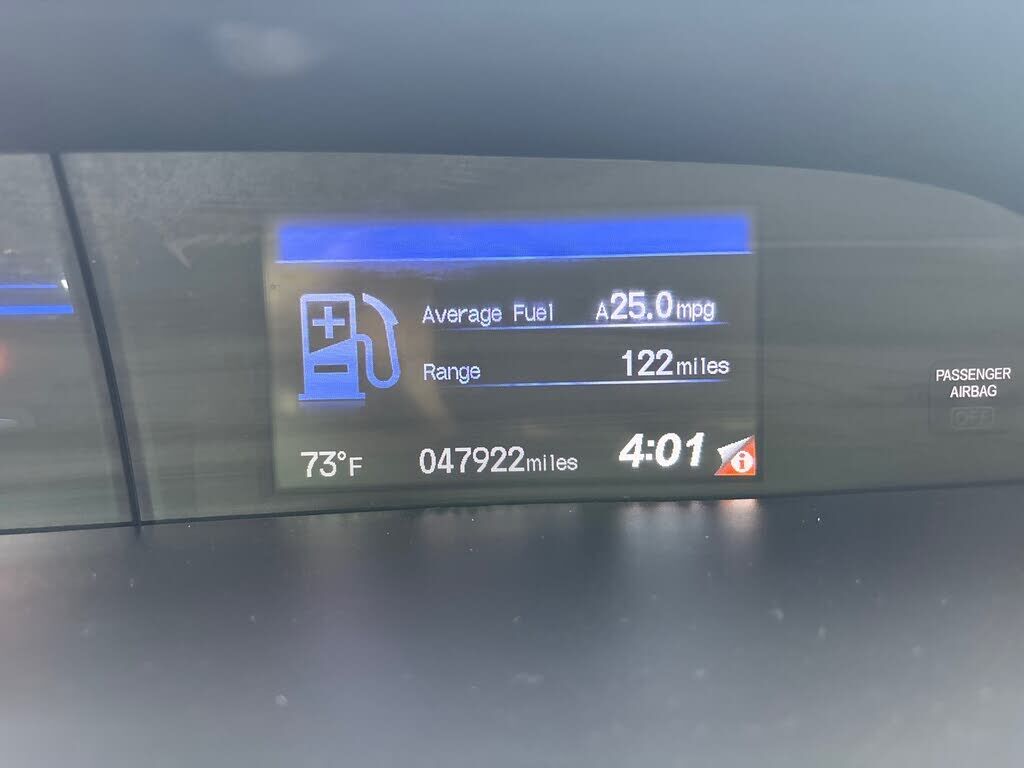 Average Fuel A25.0mpg
Range 122miles
73°F 047922miles 4:01 i
PASSENGER
AIRBAG
OFF